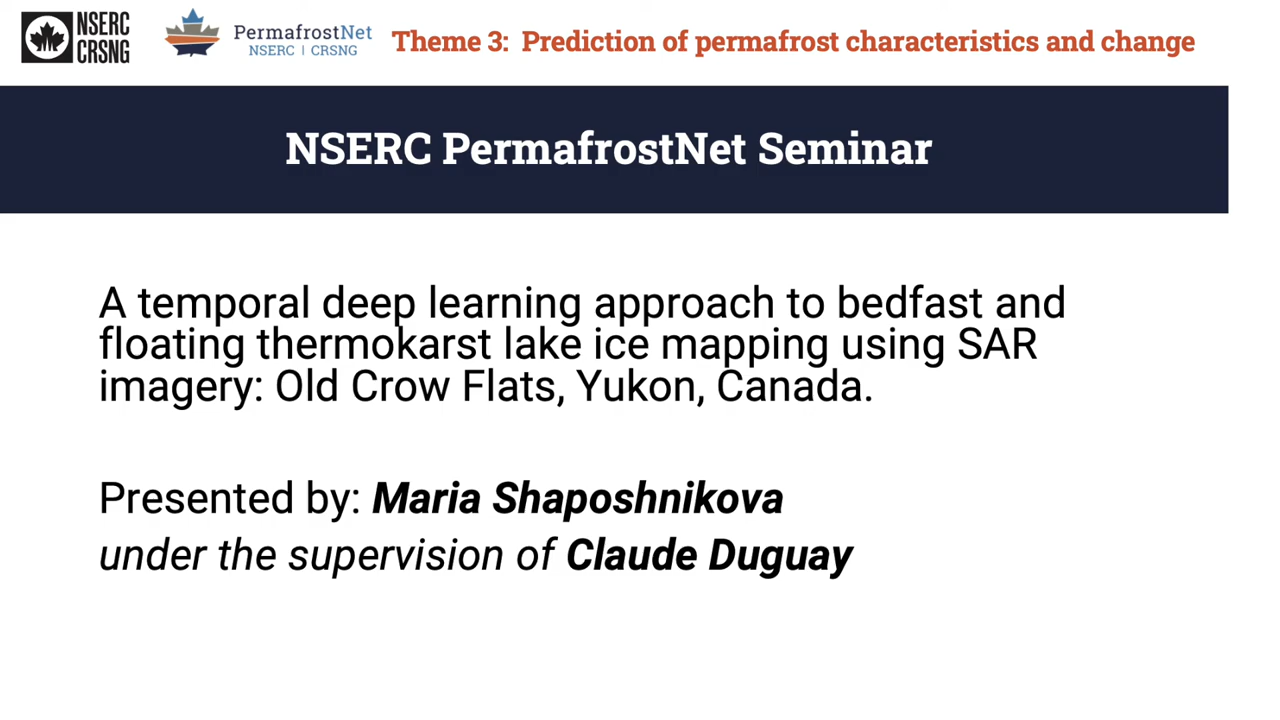 NSERC
CRSNG
PermafrostNet
NSERC | CRSNG
Theme 3: Prediction of permafrost characteristics and change
NSERC PermafrostNet Seminar
A temporal deep learning approach to bedfast and
floating thermokarst lake ice mapping using SAR
imagery: Old Crow Flats, Yukon, Canada.
Presented by: Maria Shaposhnikova
under the supervision of Claude Duguay